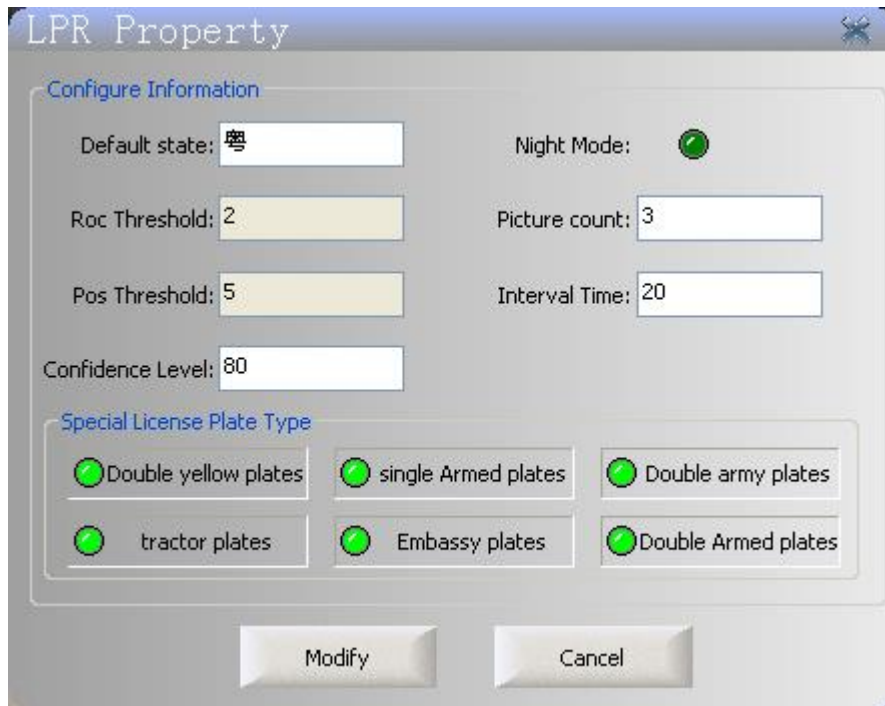 LPR Property
Configure Information
Default state: 粤
Night Mode:
Roc Threshold: 2
Picture count: 3
Pos Threshold: 5
Interval Time: 20
Confidence Level: 80
Special License Plate Type
Double yellow plates
single Armed plates
Double army plates
tractor plates
Embassy plates
Double Armed plates
Modify
Cancel